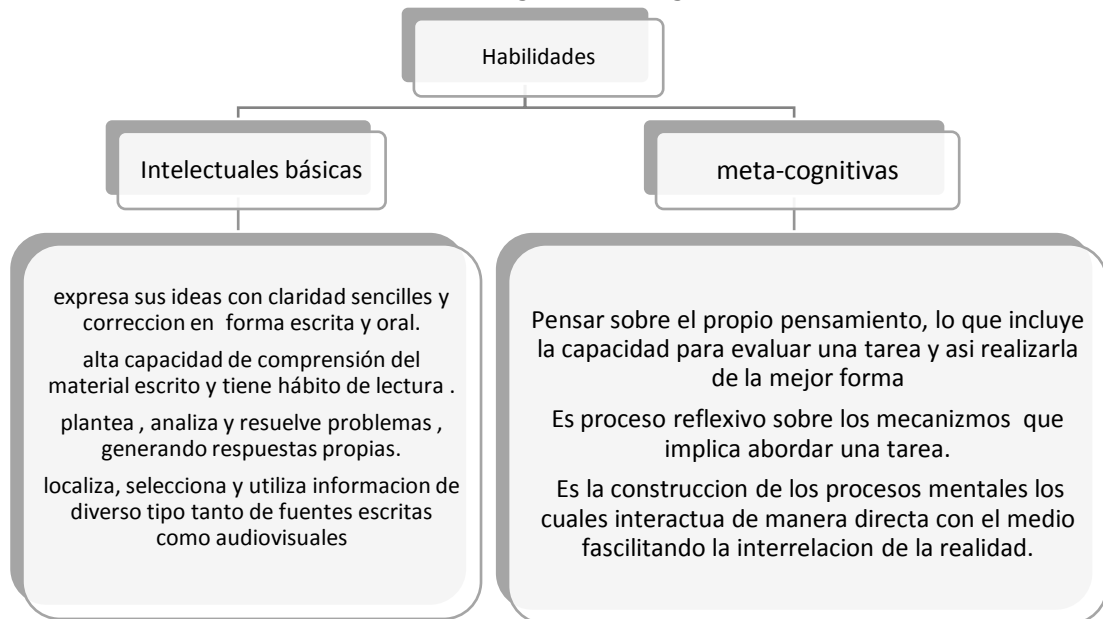 Habilidades
Intelectuales básicas
expresa sus ideas con claridad sencilles y
correccion en forma escrita y oral.
alta capacidad de comprensión del
material escrito y tiene hábito de lectura .
plantea , analiza y resuelve problemas ,
generando respuestas propias.
localiza, selecciona y utiliza informacion de
diverso tipo tanto de fuentes escritas
como audiovisuales
meta-cognitivas
Pensar sobre el propio pensamiento, lo que incluye
la capacidad para evaluar una tarea y asi realizarla
de la mejor forma
Es proceso reflexivo sobre los mecanizmos que
implica abordar una tarea.
Es la construccion de los procesos mentales los
cuales interactua de manera directa con el medio
fascilitando la interrelacion de la realidad.